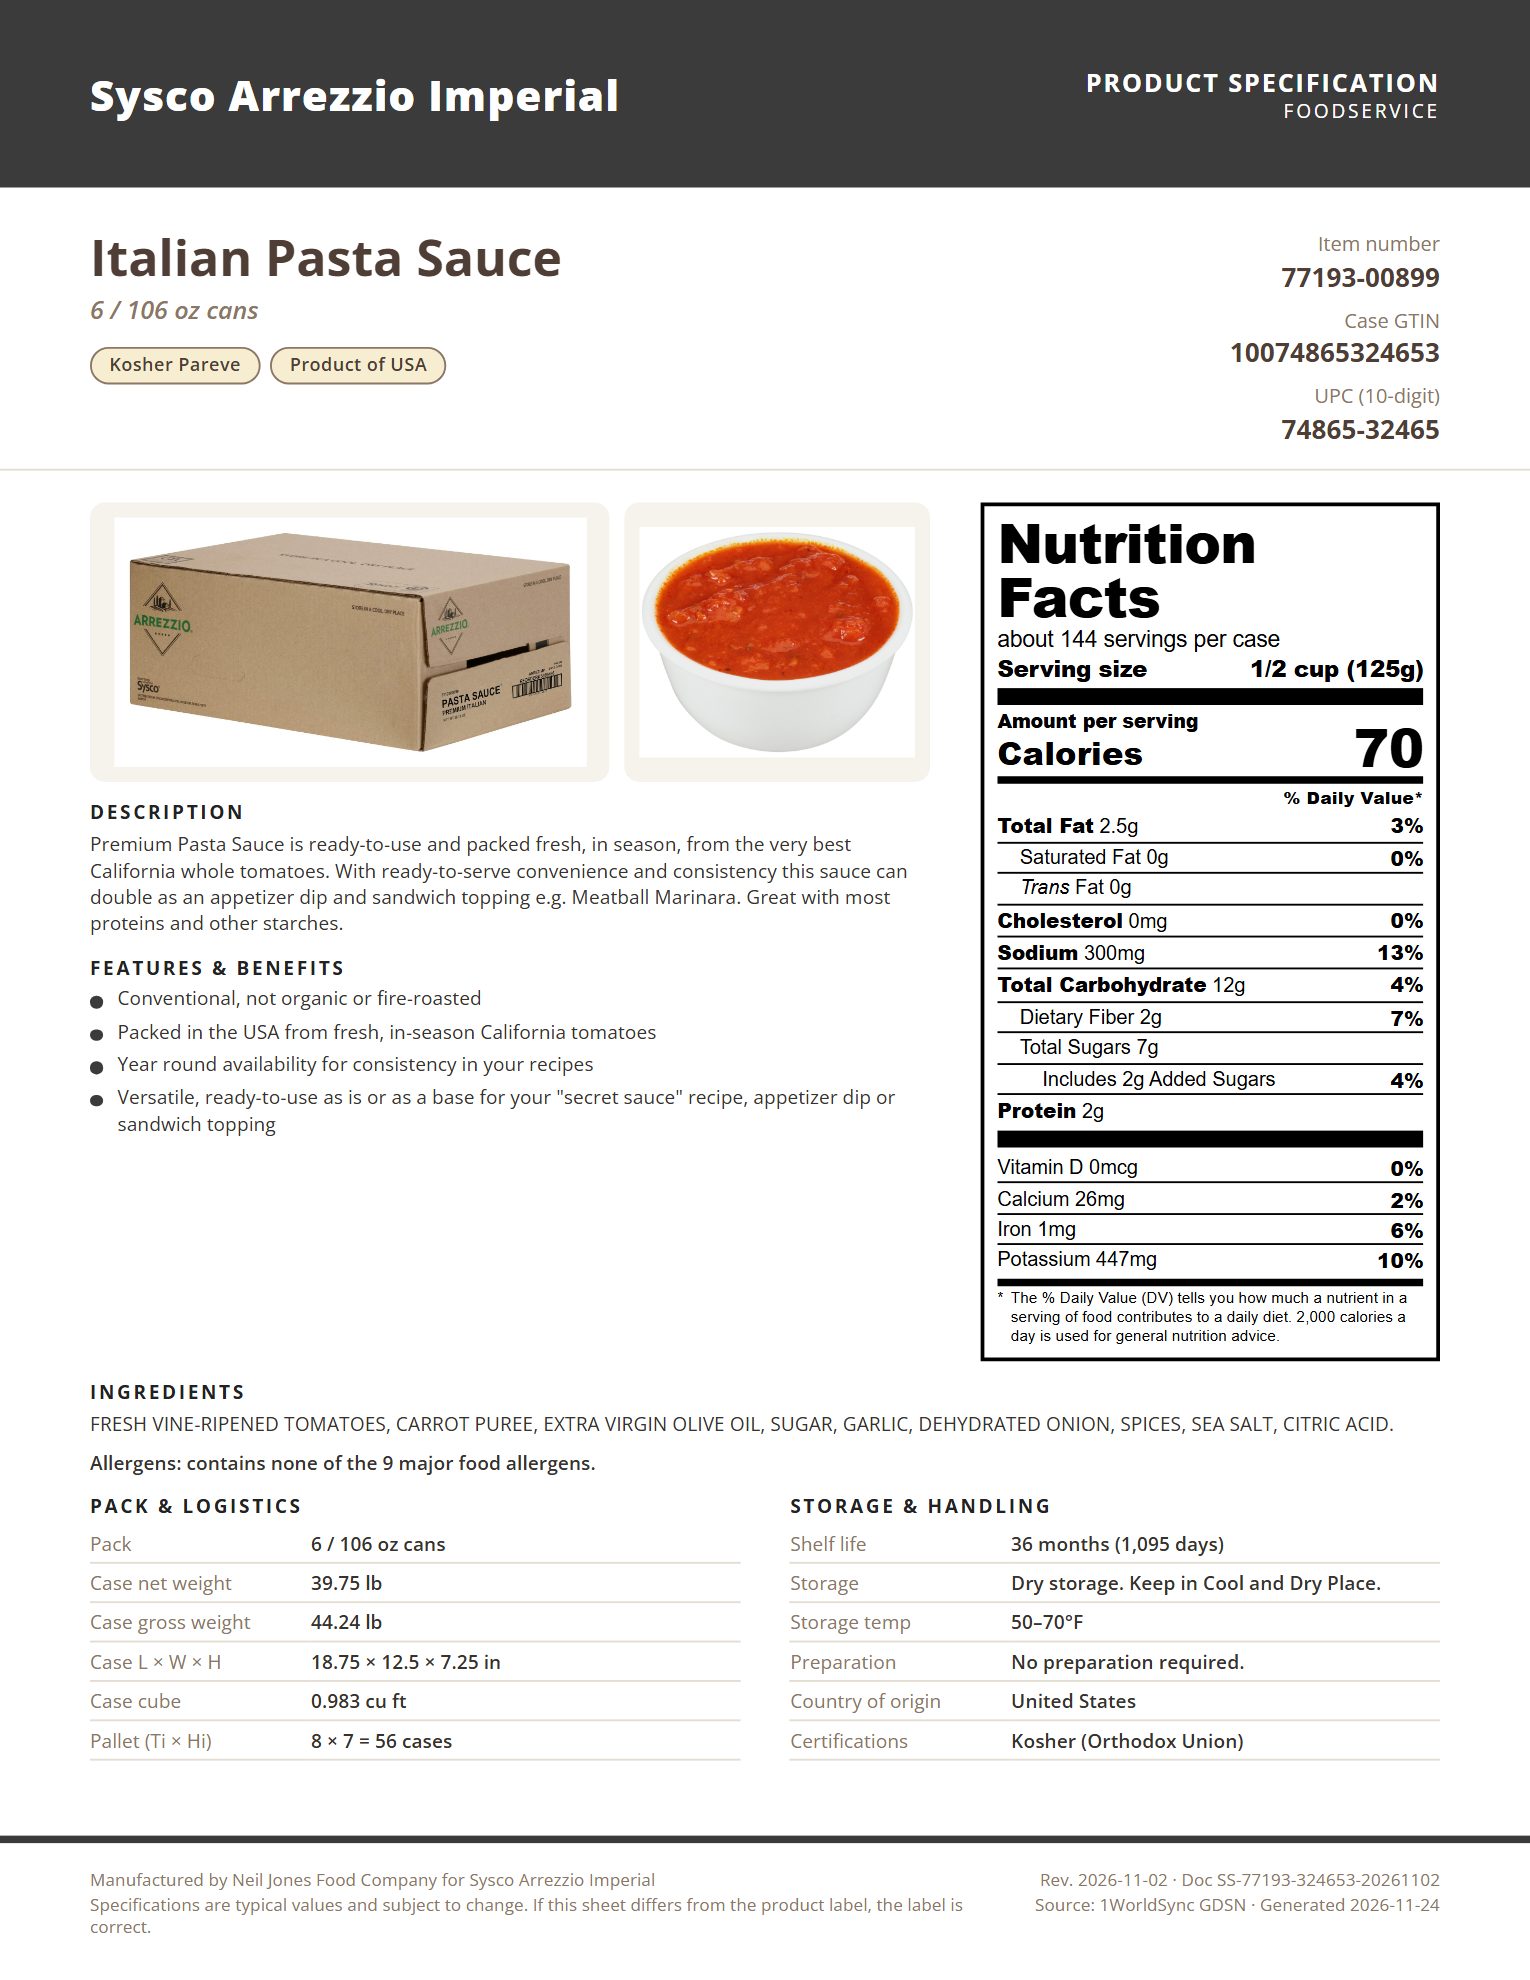 Sysco Arrezzio Imperial
PRODUCT SPECIFICATION
FOODSERVICE
Italian Pasta Sauce
6 / 106 oz cans
Kosher Pareve
Product of USA
Item number
77193-00899
Case GTIN
10074865324653
UPC (10-digit)
74865-32465
ARREZZIO
STORE IN A COOL, DRY PLACE
Sysco
ARREZZIO
PASTA SAUCE
PREMIUM ITALIAN
DESCRIPTION
Premium Pasta Sauce is ready-to-use and packed fresh, in season, from the very best
California whole tomatoes. With ready-to-serve convenience and consistency this sauce can
double as an appetizer dip and sandwich topping e.g. Meatball Marinara. Great with most
proteins and other starches.
FEATURES & BENEFITS
Conventional, not organic or fire-roasted
Packed in the USA from fresh, in-season California tomatoes
Year round availability for consistency in your recipes
Versatile, ready-to-use as is or as a base for your "secret sauce" recipe, appetizer dip or
sandwich topping
Nutrition
Facts
about 144 servings per case
Serving size 1/2 cup (125g)
Amount per serving
Calories 70
% Daily Value*
Total Fat 2.5g 3%
Saturated Fat 0g 0%
Trans Fat 0g
Cholesterol 0mg 0%
Sodium 300mg 13%
Total Carbohydrate 12g 4%
Dietary Fiber 2g 7%
Total Sugars 7g
Includes 2g Added Sugars 4%
Protein 2g
Vitamin D 0mcg 0%
Calcium 26mg 2%
Iron 1mg 6%
Potassium 447mg 10%
* The % Daily Value (DV) tells you how much a nutrient in a
serving of food contributes to a daily diet. 2,000 calories a
day is used for general nutrition advice.
INGREDIENTS
FRESH VINE-RIPENED TOMATOES, CARROT PUREE, EXTRA VIRGIN OLIVE OIL, SUGAR, GARLIC, DEHYDRATED ONION, SPICES, SEA SALT, CITRIC ACID.
Allergens: contains none of the 9 major food allergens.
PACK & LOGISTICS
Pack 6 / 106 oz cans
Case net weight 39.75 lb
Case gross weight 44.24 lb
Case L × W × H 18.75 × 12.5 × 7.25 in
Case cube 0.983 cu ft
Pallet (Ti × Hi) 8 × 7 = 56 cases
STORAGE & HANDLING
Shelf life 36 months (1,095 days)
Storage Dry storage. Keep in Cool and Dry Place.
Storage temp 50–70°F
Preparation No preparation required.
Country of origin United States
Certifications Kosher (Orthodox Union)
Manufactured by Neil Jones Food Company for Sysco Arrezzio Imperial
Specifications are typical values and subject to change. If this sheet differs from the product label, the label is
correct.
Rev. 2026-11-02 · Doc SS-77193-324653-20261102
Source: 1WorldSync GDSN · Generated 2026-11-24